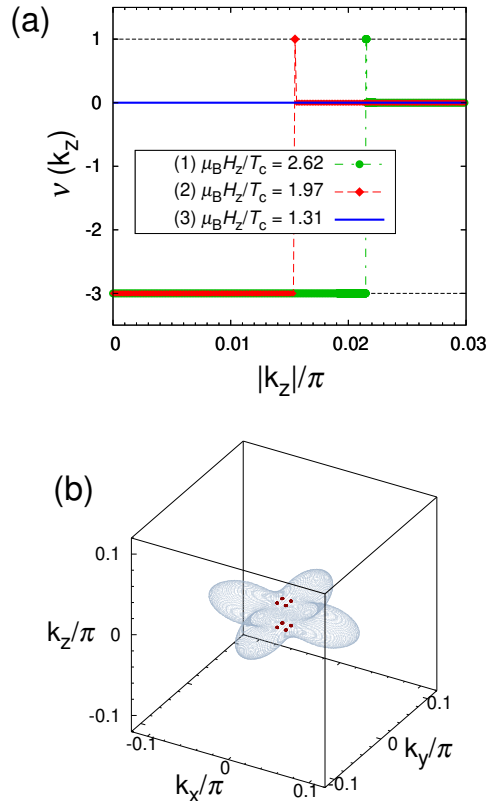 (a)
1
0
-1
-2
-3
ν (k_z)
(1) μ_BH_z/T_c = 2.62
(2) μ_BH_z/T_c = 1.97
(3) μ_BH_z/T_c = 1.31
0 0.01 0.02 0.03
|k_z|/π
(b)
0.1
k_z/π 0
-0.1
-0.1 0 0.1
k_x/π
-0.1 0 0.1
k_y/π